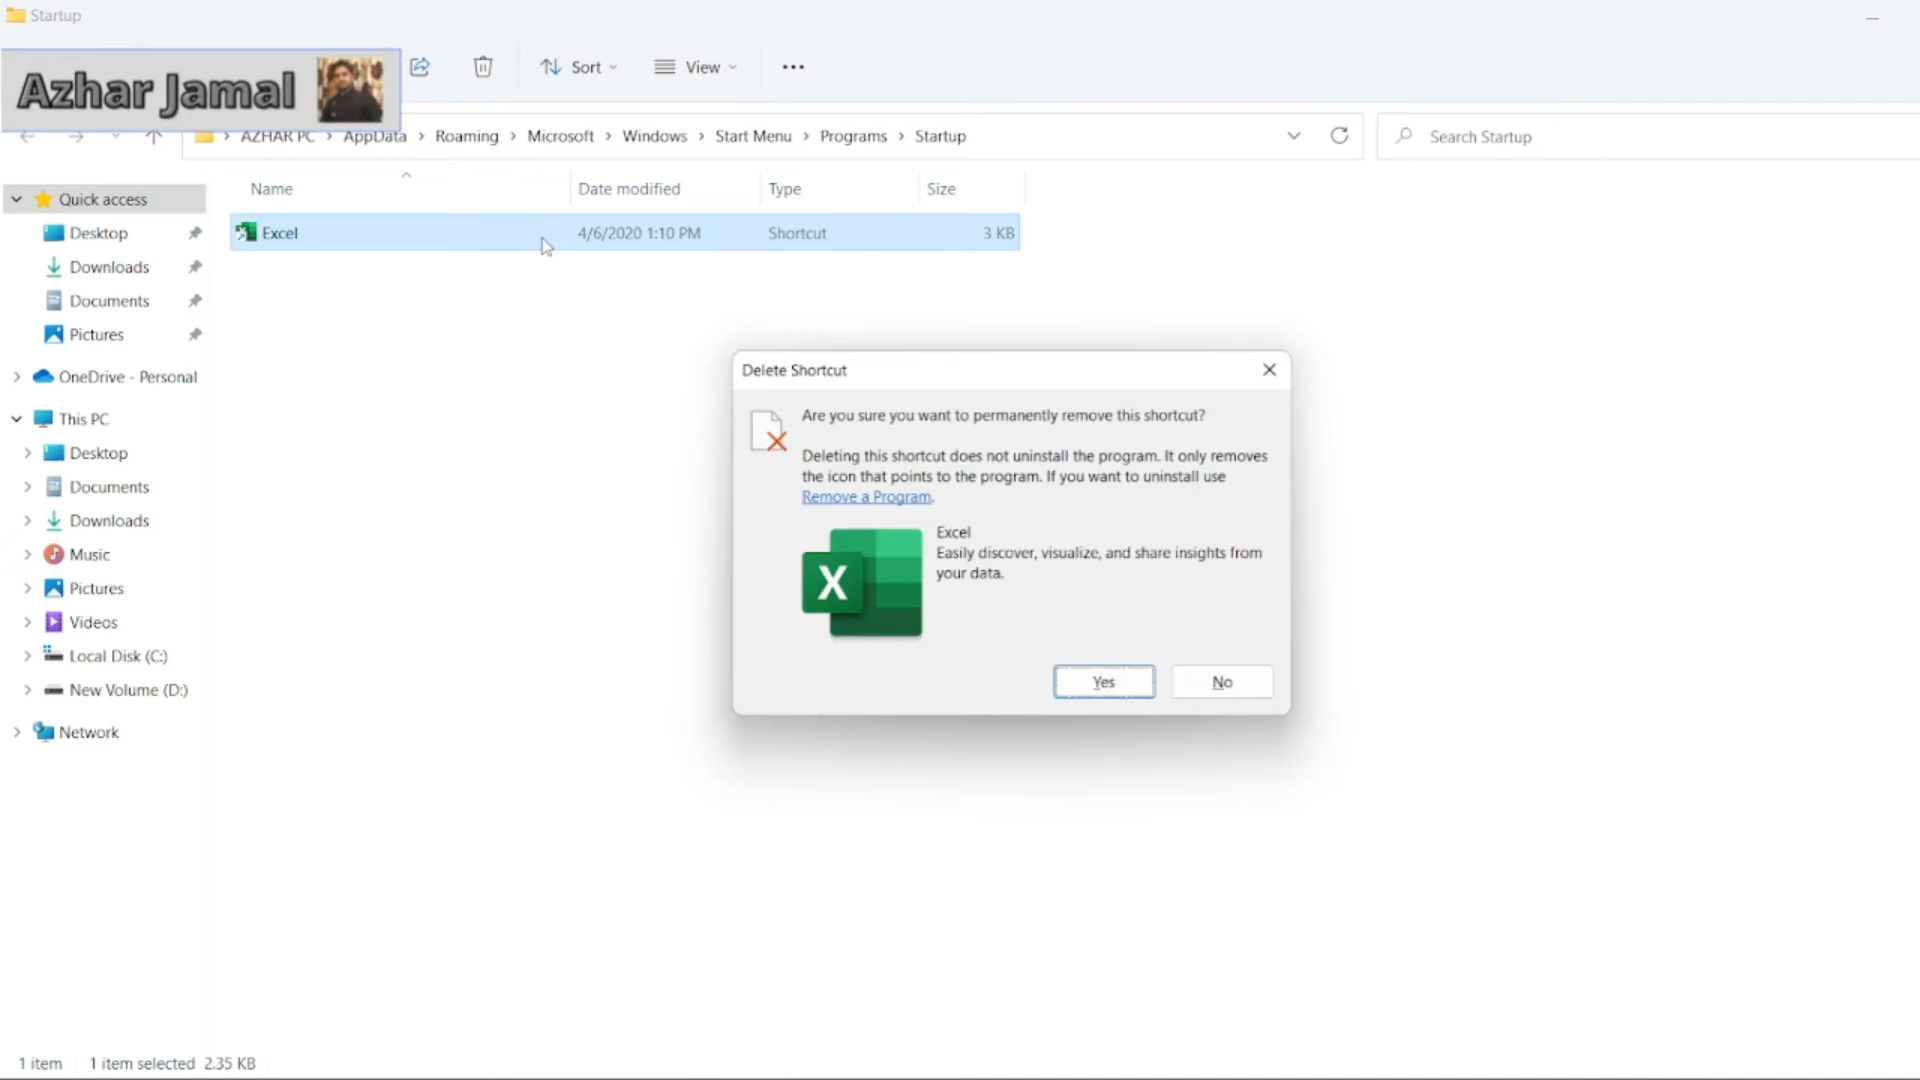 Startup
Azhar Jamal
Sort
View
AZHAR PC > AppData > Roaming > Microsoft > Windows > Start Menu > Programs > Startup
Search Startup
Name Date modified Type Size
Excel 4/6/2020 1:10 PM Shortcut 3 KB
Quick access
Desktop
Downloads
Documents
Pictures
OneDrive - Personal
This PC
Desktop
Documents
Downloads
Music
Pictures
Videos
Local Disk (C:)
New Volume (D:)
Network
Delete Shortcut
Are you sure you want to permanently remove this shortcut?
Deleting this shortcut does not uninstall the program. It only removes
the icon that points to the program. If you want to uninstall use
Remove a Program.
X
Excel
Easily discover, visualize, and share insights from
your data.
Yes No
1 item 1 item selected 2.35 KB